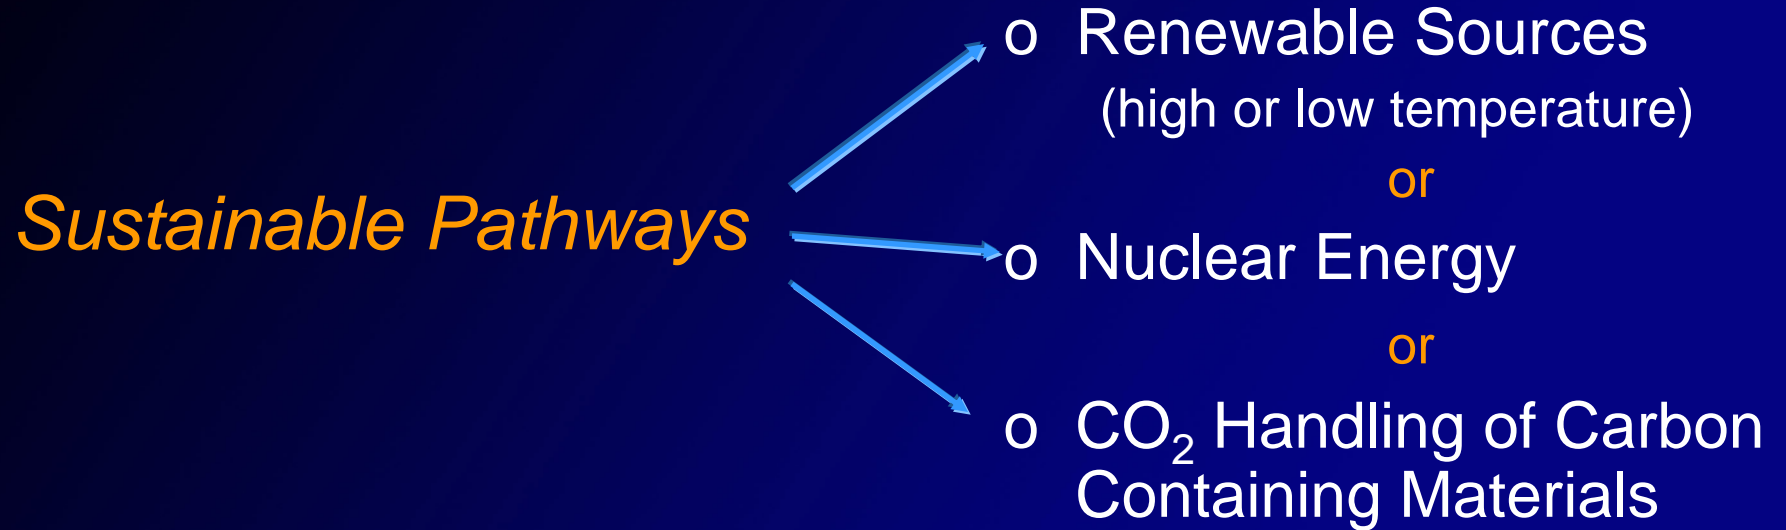 o Renewable Sources
(high or low temperature)
or
Sustainable Pathways
o Nuclear Energy
or
o CO₂ Handling of Carbon
Containing Materials